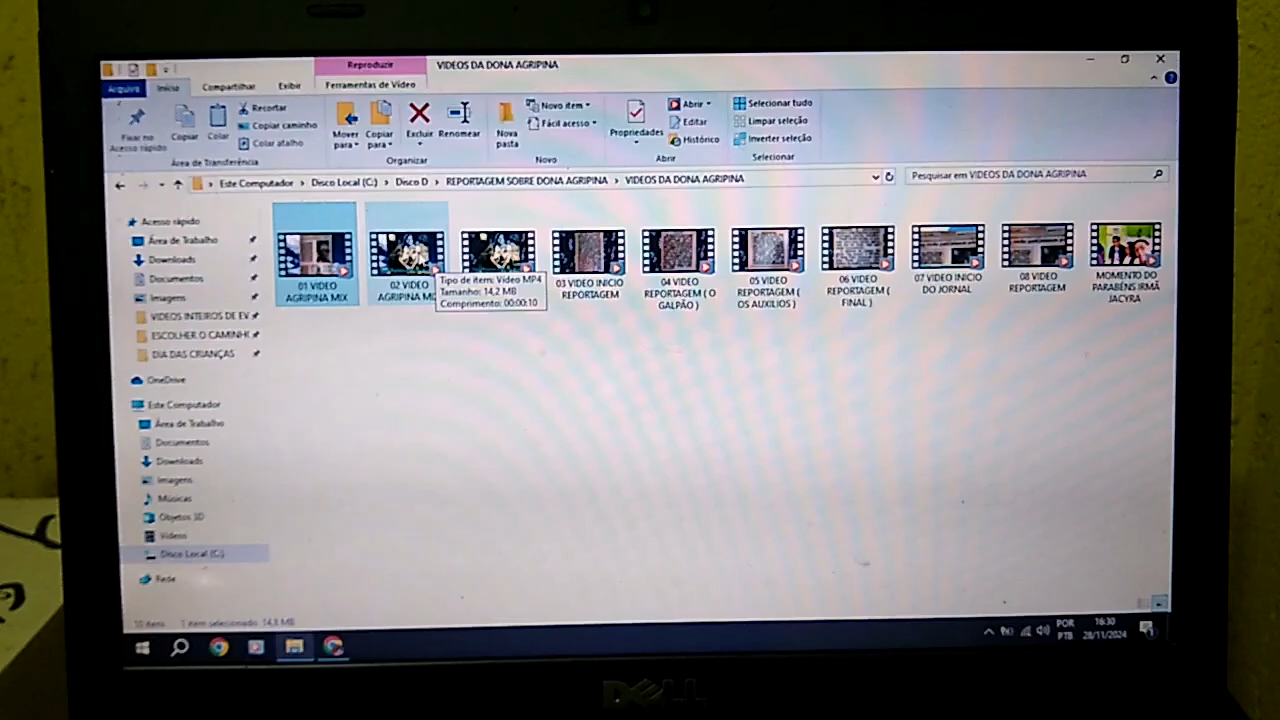 Reproduzir
VIDEOS DA DONA AGRIPINA
Arquivo
Início
Compartilhar
Exibir
Ferramentas de Vídeo
Fixar no
Acesso rápido
Copiar
Colar
Recortar
Copiar caminho
Colar atalho
Área de Transferência
Mover
para
Copiar
para
Excluir
Renomear
Organizar
Nova
pasta
Novo item
Fácil acesso
Novo
Propriedades
Abrir
Editar
Histórico
Abrir
Selecionar tudo
Limpar seleção
Inverter seleção
Selecionar
Este Computador > Disco Local (C:) > Disco D > REPORTAGEM SOBRE DONA AGRIPINA > VIDEOS DA DONA AGRIPINA
Pesquisar em VIDEOS DA DONA AGRIPINA
Acesso rápido
Área de Trabalho
Downloads
Documentos
Imagens
VIDEOS INTEIROS DE EV
ESCOLHER O CAMINH
DIA DAS CRIANÇAS
OneDrive
Este Computador
Área de Trabalho
Documentos
Downloads
Imagens
Músicas
Objetos 3D
Vídeos
Disco Local (C:)
Rede
01 VIDEO
AGRIPINA MIX
02 VIDEO
AGRIPINA MI
Tipo de item: Vídeo MP4
Tamanho: 14,2 MB
Comprimento: 00:00:10
03 VIDEO INICIO
REPORTAGEM
04 VIDEO
REPORTAGEM ( O
GALPÃO )
05 VIDEO
REPORTAGEM (
OS AUXILIOS )
06 VIDEO
REPORTAGEM (
FINAL )
07 VIDEO INICIO
DO JORNAL
08 VIDEO
REPORTAGEM
MOMENTO DO
PARABÉNS IRMÃ
JACYRA
10 itens
1 item selecionado 14,8 MB
POR
PTB
16:30
28/11/2024
DELL